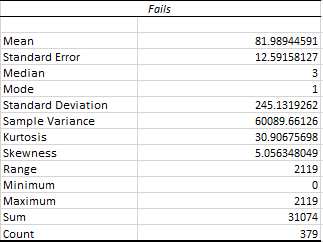 Fails
Mean 81.98944591
Standard Error 12.59158127
Median 3
Mode 1
Standard Deviation 245.1319262
Sample Variance 60089.66126
Kurtosis 30.90675698
Skewness 5.056348049
Range 2119
Minimum 0
Maximum 2119
Sum 31074
Count 379